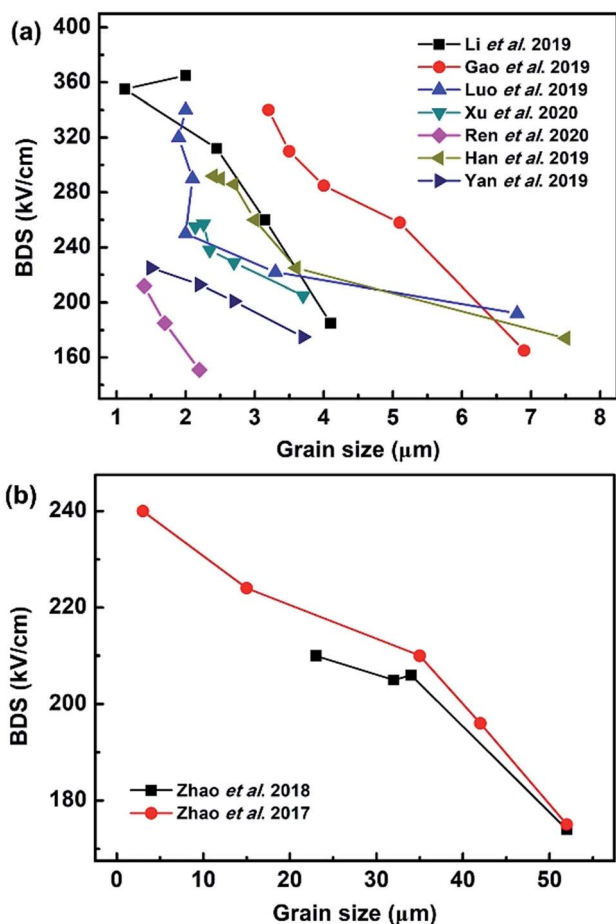 (a)
400
360
320
280
240
200
160
BDS (kV/cm)
Li et al. 2019
Gao et al. 2019
Luo et al. 2019
Xu et al. 2020
Ren et al. 2020
Han et al. 2019
Yan et al. 2019
1 2 3 4 5 6 7 8
Grain size (μm)
(b)
240
220
200
180
BDS (kV/cm)
Zhao et al. 2018
Zhao et al. 2017
0 10 20 30 40 50
Grain size (μm)